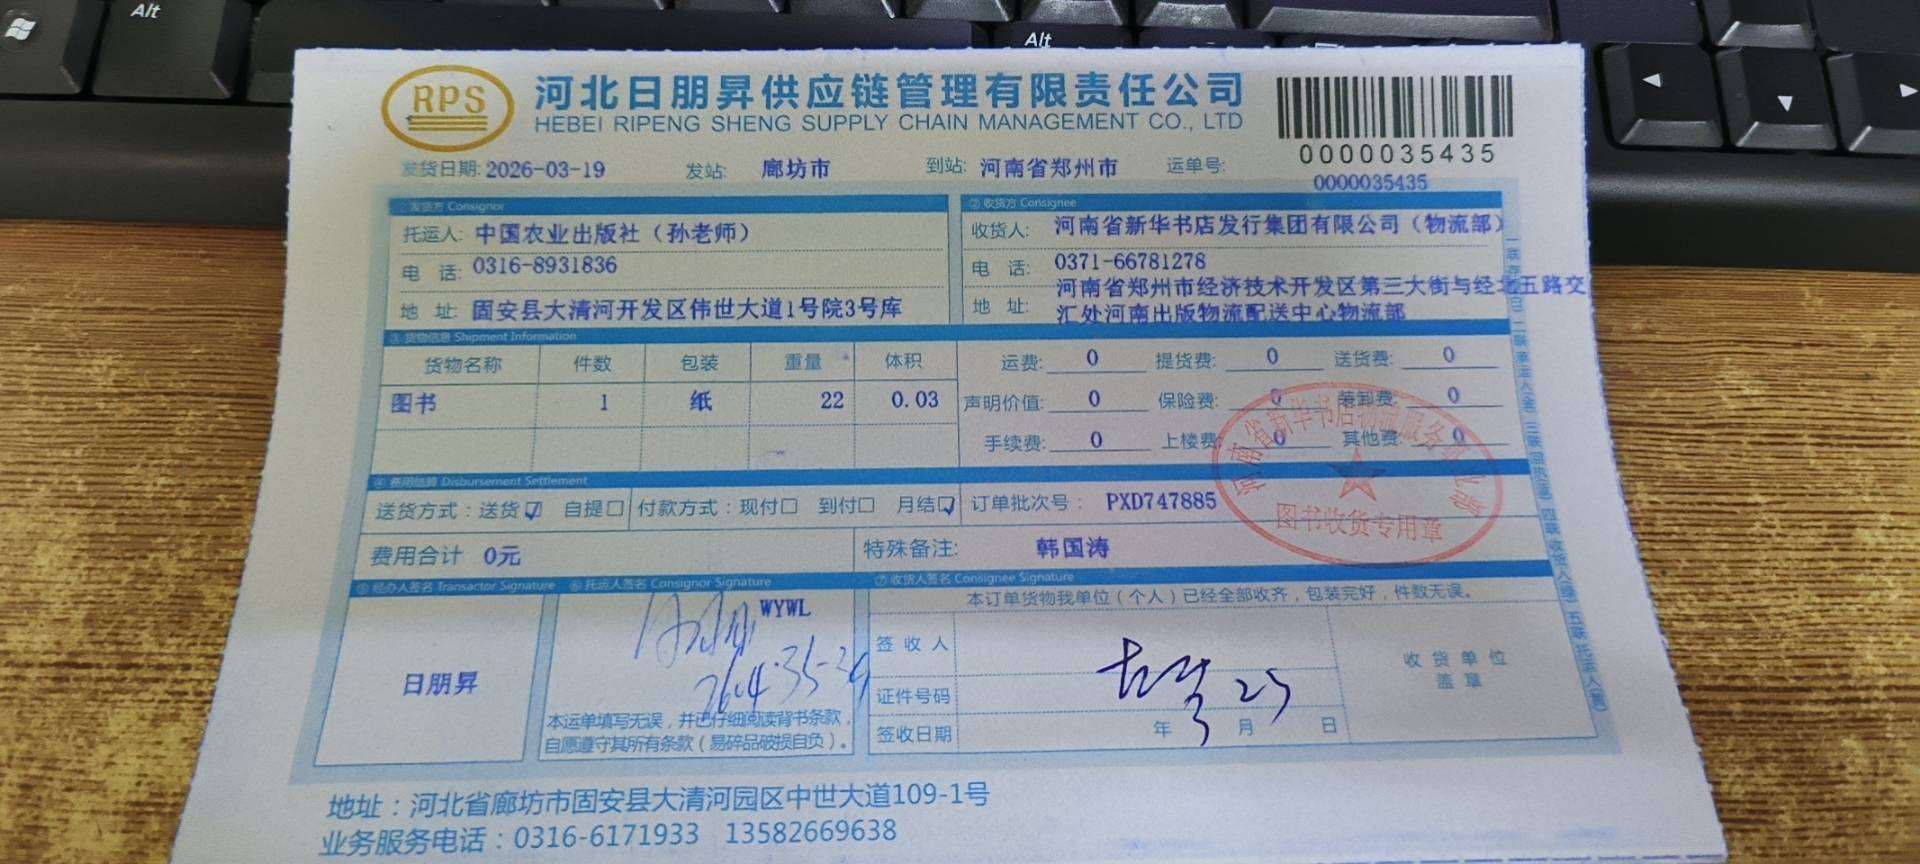 Alt
Alt
RPS
河北日朋昇供应链管理有限责任公司
HEBEI RIPENG SHENG SUPPLY CHAIN MANAGEMENT CO., LTD
0000035435
发货日期: 2026-03-19 发站: 廊坊市 到站: 河南省郑州市 运单号: 0000035435
发货方 Consignor
② 收货方 Consignee
托运人: 中国农业出版社（孙老师）
收货人: 河南省新华书店发行集团有限公司（物流部）
电 话: 0316-8931836
电 话: 0371-66781278
地 址: 固安县大清河开发区伟世大道1号院3号库
地 址: 河南省郑州市经济技术开发区第三大街与经北五路交
汇处河南出版物流配送中心物流部
③ 货物信息 Shipment Information
货物名称 件数 包装 重量 体积
运费: 0 提货费: 0 送货费: 0
图书 1 纸 22 0.03
声明价值: 0 保险费: 0 装卸费: 0
手续费: 0 上楼费: 0 其他费: 0
图书收货专用章
④ 费用结算 Disbursement Settlement
送货方式：送货☑ 自提☐ 付款方式：现付☐ 到付☐ 月结☑ 订单批次号： PXD747885
费用合计 0元 特殊备注: 韩国涛
⑤ 经办人签名 Transactor Signature ⑥ 托运人签名 Consignor Signature ⑦ 收货人签名 Consignee Signature
本订单货物我单位（个人）已经全部收齐，包装完好，件数无误。
WYWL
日朋昇
签 收 人
证件号码
签收日期 年 3 月 25 日
收 货 单 位
盖 章
本运单填写无误，并已仔细阅读背书条款，
自愿遵守其所有条款（易碎品破损自负）。
地址：河北省廊坊市固安县大清河园区中世大道109-1号
业务服务电话：0316-6171933 13582669638